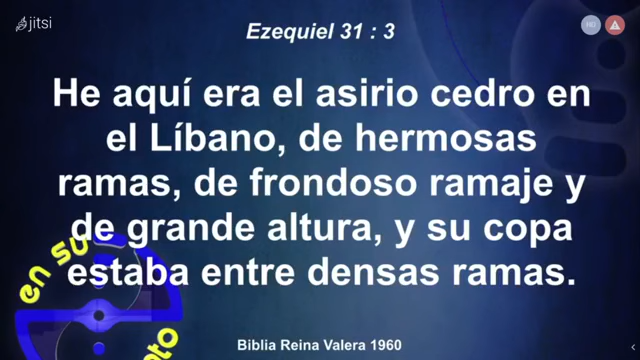 jitsi
Ezequiel 31 : 3
He aquí era el asirio cedro en
el Líbano, de hermosas
ramas, de frondoso ramaje y
de grande altura, y su copa
estaba entre densas ramas.
en su
Biblia Reina Valera 1960